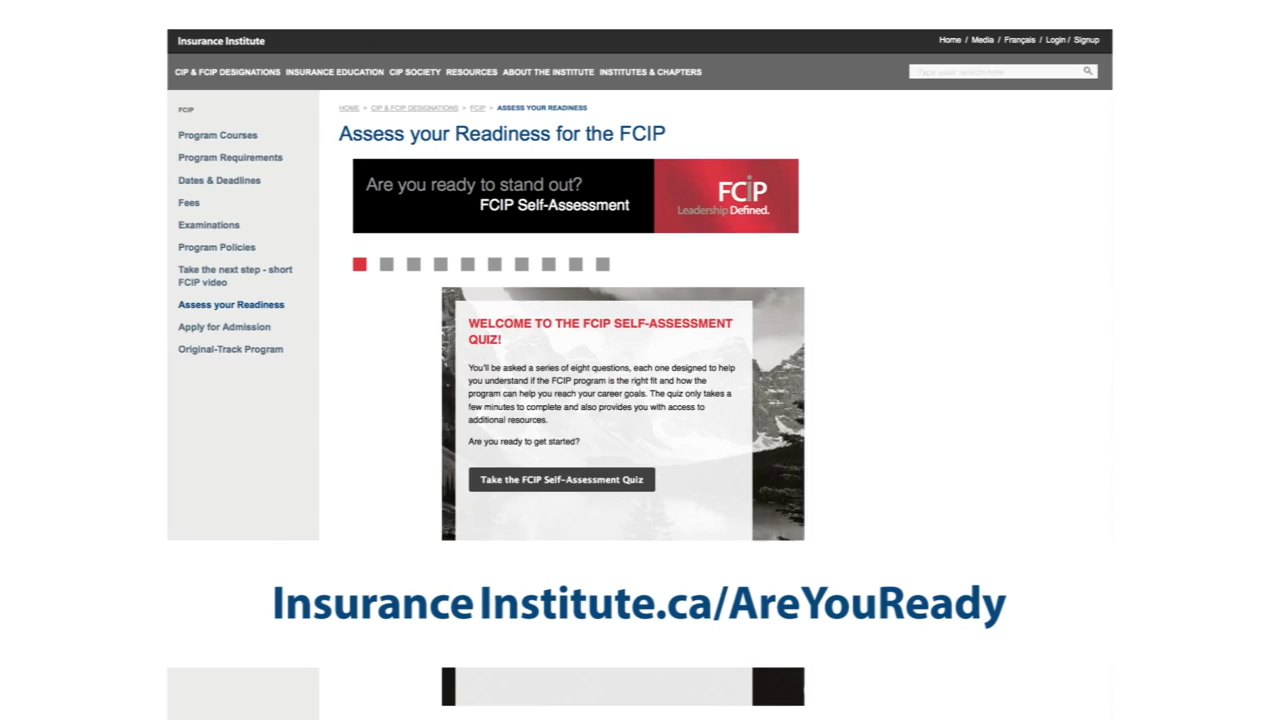 Insurance Institute
Home / Media / Français / Login / Signup
CIP & FCIP DESIGNATIONS INSURANCE EDUCATION CIP SOCIETY RESOURCES ABOUT THE INSTITUTE INSTITUTES & CHAPTERS
FCIP
Program Courses
Program Requirements
Dates & Deadlines
Fees
Examinations
Program Policies
Take the next step - short
FCIP video
Assess your Readiness
Apply for Admission
Original-Track Program
HOME > CIP & FCIP DESIGNATIONS > FCIP > ASSESS YOUR READINESS
Assess your Readiness for the FCIP
Are you ready to stand out?
FCIP Self-Assessment
FCiP
Leadership Defined.
WELCOME TO THE FCIP SELF-ASSESSMENT
QUIZ!
You'll be asked a series of eight questions, each one designed to help
you understand if the FCIP program is the right fit and how the
program can help you reach your career goals. The quiz only takes a
few minutes to complete and also provides you with access to
additional resources.
Are you ready to get started?
Take the FCIP Self-Assessment Quiz
InsuranceInstitute.ca/AreYouReady